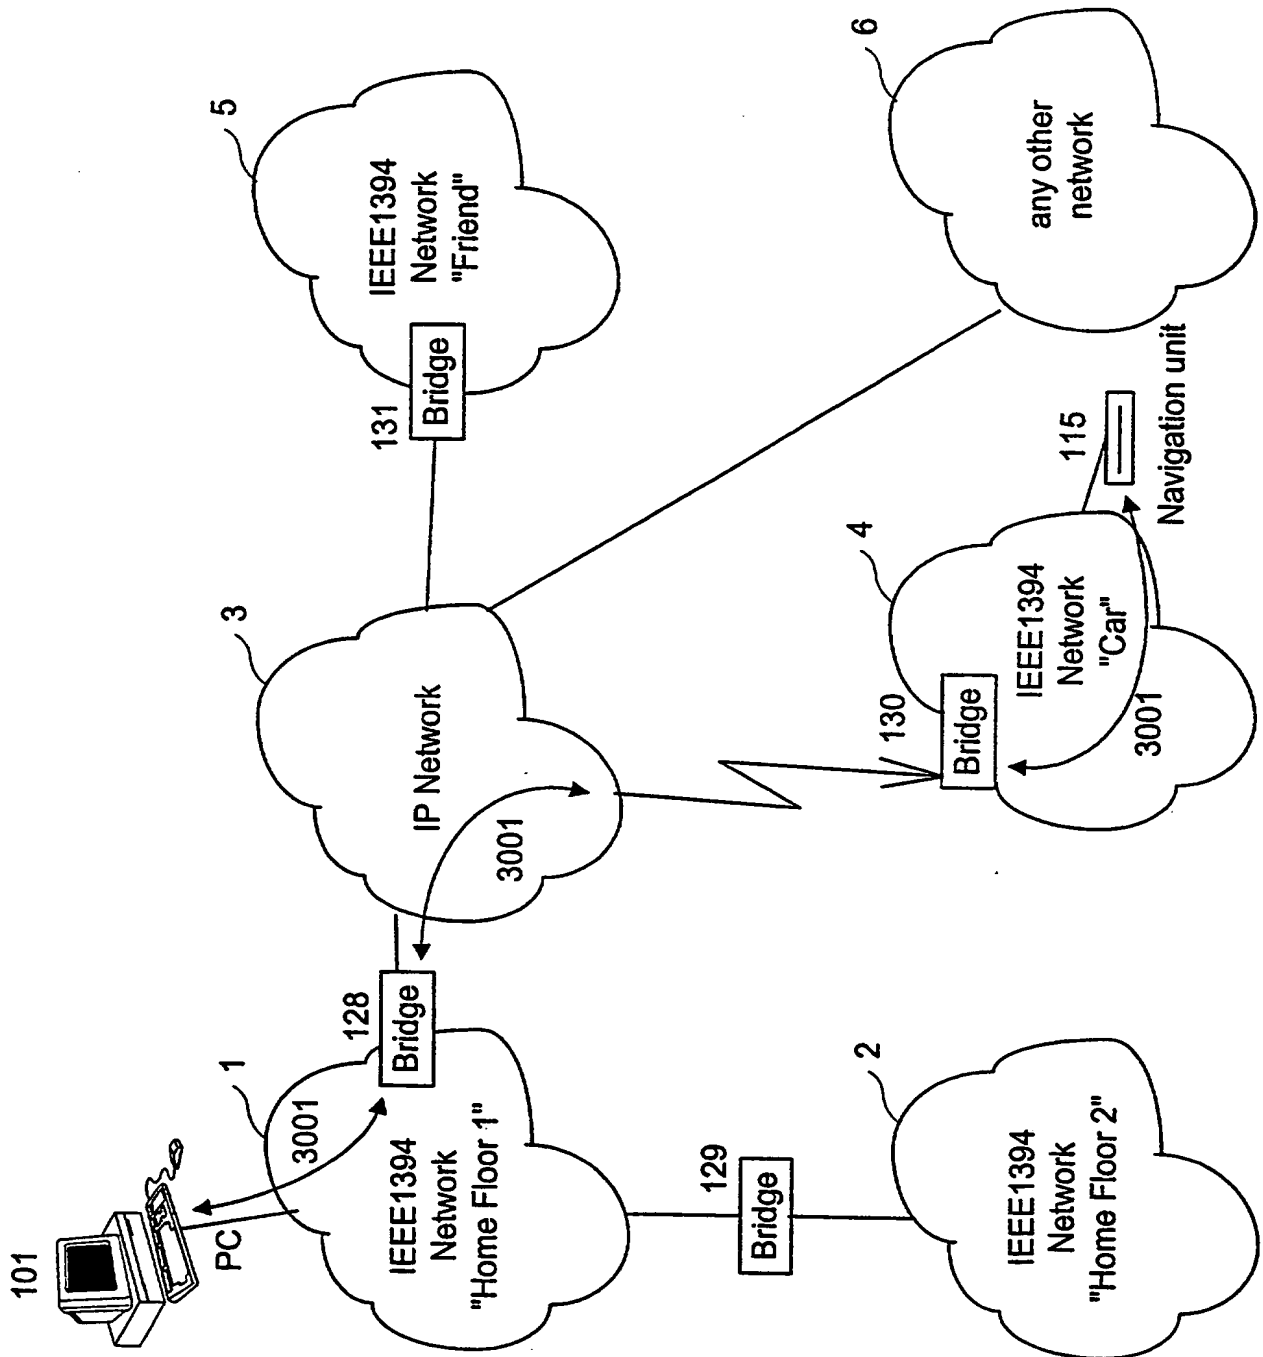 101
PC
3001
1
IEEE1394
Network
"Home Floor 1"
128
Bridge
129
Bridge
2
IEEE1394
Network
"Home Floor 2"
3
IP Network
3001
5
IEEE1394
Network
"Friend"
131
Bridge
130
Bridge
4
IEEE1394
Network
"Car"
3001
115
Navigation unit
6
any other
network